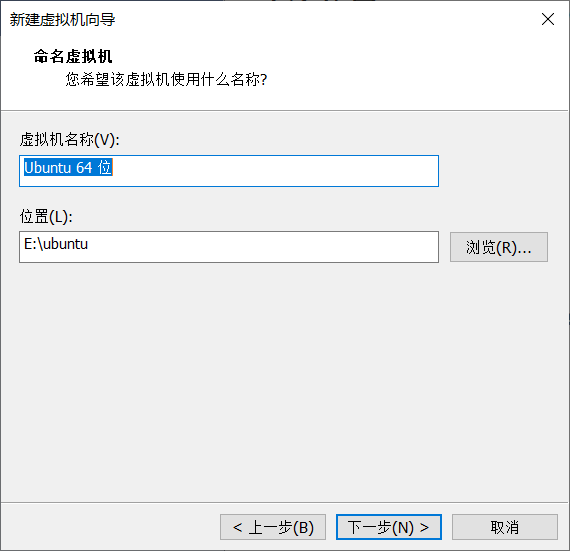 新建虚拟机向导
命名虚拟机
您希望该虚拟机使用什么名称?
虚拟机名称(V):
Ubuntu 64 位
位置(L):
E:\ubuntu
浏览(R)...
< 上一步(B)
下一步(N) >
取消